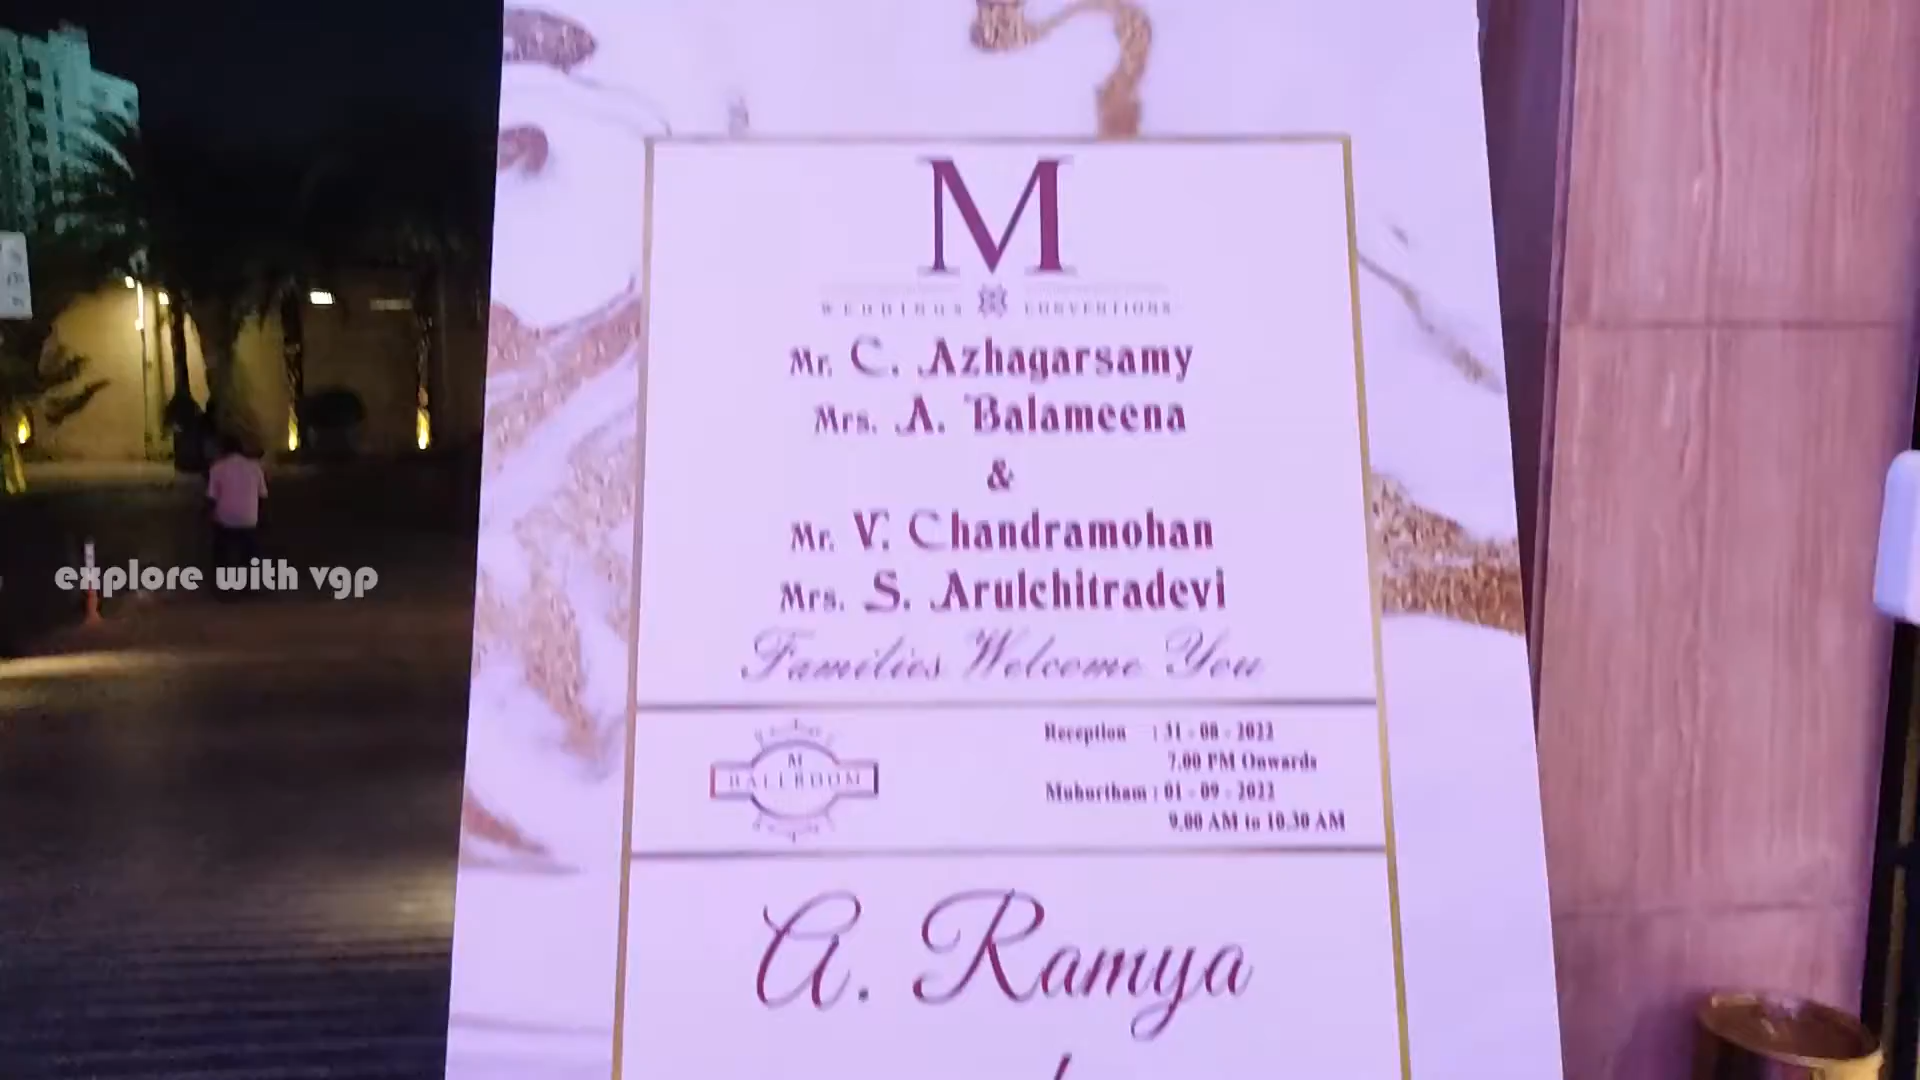 M
WEDDINGS CONVENTIONS
Mr. C. Azhagarsamy
Mrs. A. Balameena
&
Mr. V. Chandramohan
Mrs. S. Arulchitradevi
Families Welcome You
M
BALLROOM
Reception : 31 - 08 - 2022
7.00 PM Onwards
Muhurtham : 01 - 09 - 2022
9.00 AM to 10.30 AM
A. Ramya
explore with vgp